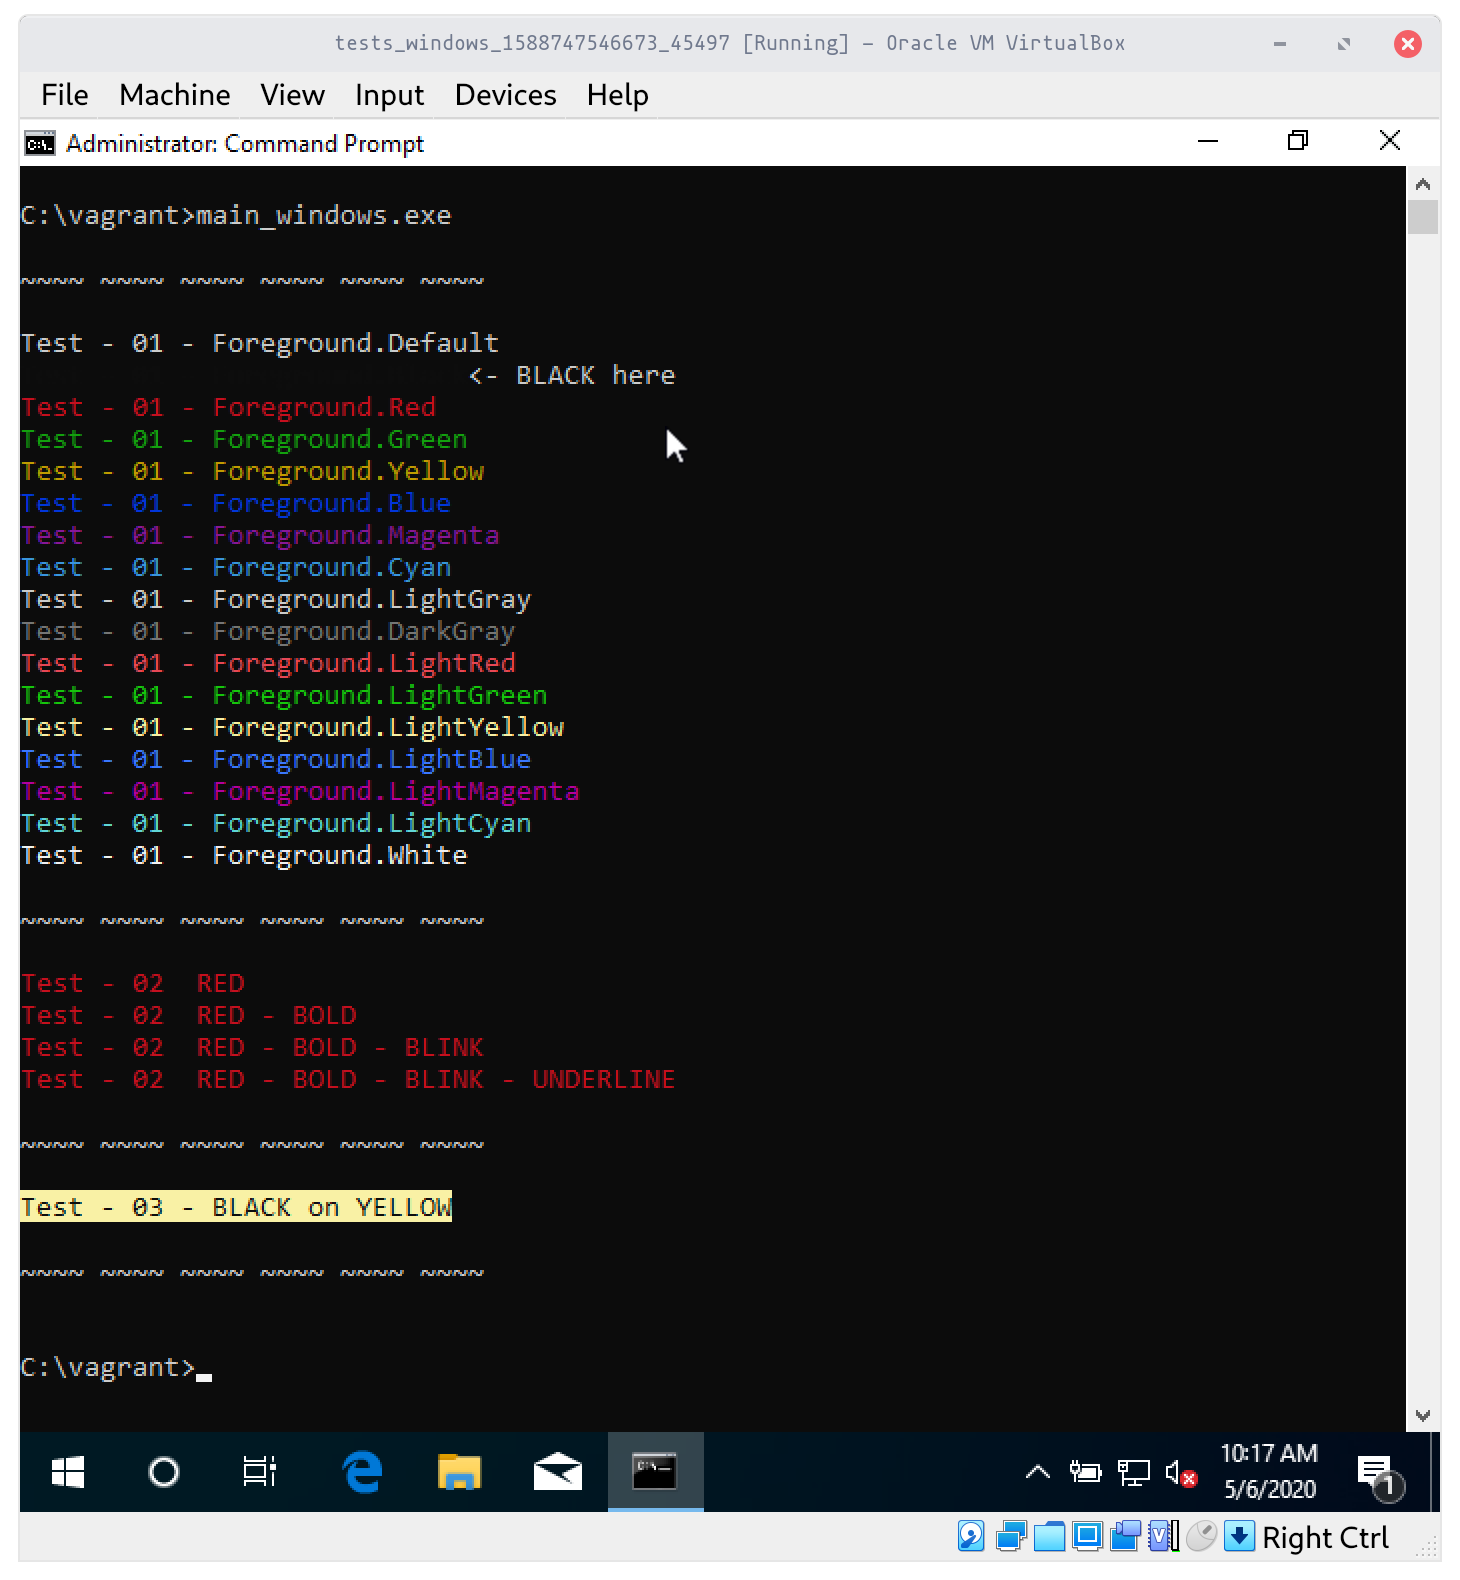 tests_windows_1588747546673_45497 [Running] – Oracle VM VirtualBox
File Machine View Input Devices Help
Administrator: Command Prompt
C:\vagrant>main_windows.exe
~~~~ ~~~~ ~~~~ ~~~~ ~~~~ ~~~~
Test - 01 - Foreground.Default
<- BLACK here
Test - 01 - Foreground.Red
Test - 01 - Foreground.Green
Test - 01 - Foreground.Yellow
Test - 01 - Foreground.Blue
Test - 01 - Foreground.Magenta
Test - 01 - Foreground.Cyan
Test - 01 - Foreground.LightGray
Test - 01 - Foreground.DarkGray
Test - 01 - Foreground.LightRed
Test - 01 - Foreground.LightGreen
Test - 01 - Foreground.LightYellow
Test - 01 - Foreground.LightBlue
Test - 01 - Foreground.LightMagenta
Test - 01 - Foreground.LightCyan
Test - 01 - Foreground.White
~~~~ ~~~~ ~~~~ ~~~~ ~~~~ ~~~~
Test - 02  RED
Test - 02  RED - BOLD
Test - 02  RED - BOLD - BLINK
Test - 02  RED - BOLD - BLINK - UNDERLINE
~~~~ ~~~~ ~~~~ ~~~~ ~~~~ ~~~~
Test - 03 - BLACK on YELLOW
~~~~ ~~~~ ~~~~ ~~~~ ~~~~ ~~~~
C:\vagrant>_
10:17 AM
5/6/2020
1
Right Ctrl